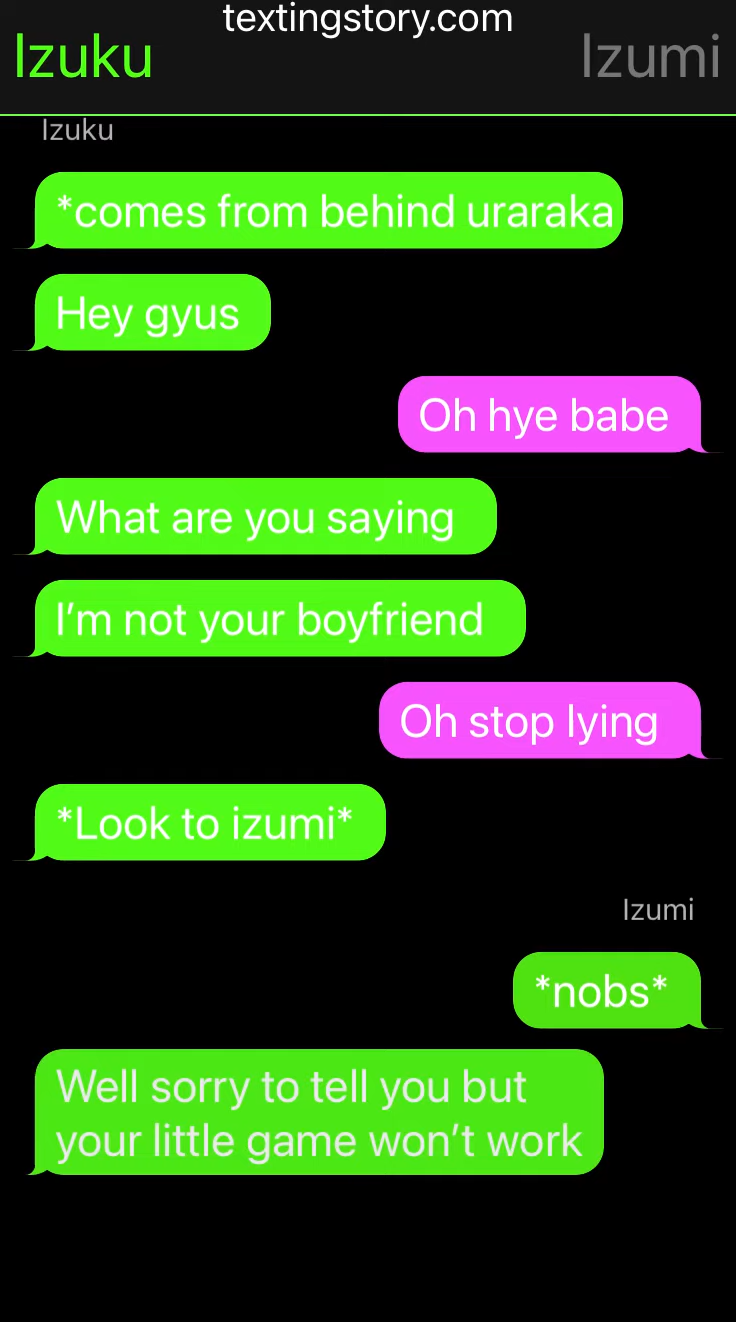 textingstory.com
Izuku
Izumi
Izuku
*comes from behind uraraka
Hey gyus
Oh hye babe
What are you saying
I'm not your boyfriend
Oh stop lying
*Look to izumi*
Izumi
*nobs*
Well sorry to tell you but
your little game won't work